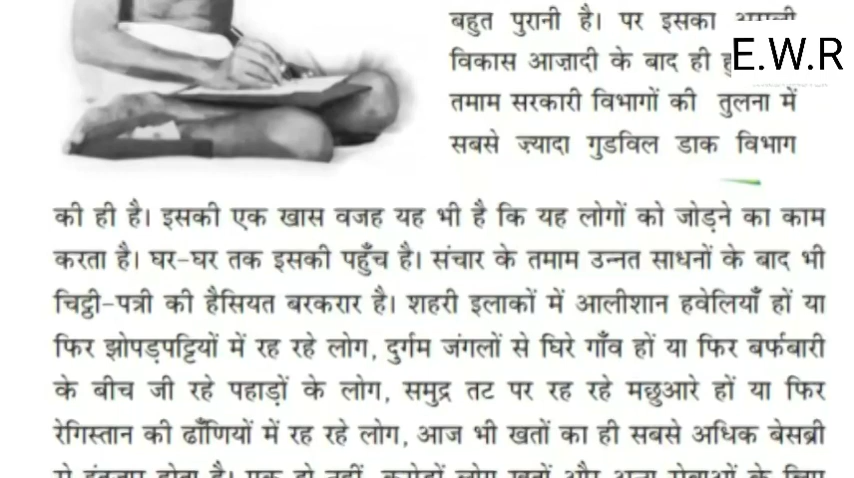 बहुत पुरानी है। पर इसका
विकास आज़ादी के बाद ही
E.W.R
तमाम सरकारी विभागों की तुलना में
सबसे ज़्यादा गुडविल डाक विभाग
की ही है। इसकी एक खास वजह यह भी है कि यह लोगों को जोड़ने का काम
करता है। घर-घर तक इसकी पहुँच है। संचार के तमाम उन्नत साधनों के बाद भी
चिट्ठी-पत्री की हैसियत बरकरार है। शहरी इलाकों में आलीशान हवेलियाँ हों या
फिर झोपड़पट्टियों में रह रहे लोग, दुर्गम जंगलों से घिरे गाँव हों या फिर बर्फबारी
के बीच जी रहे पहाड़ों के लोग, समुद्र तट पर रह रहे मछुआरे हों या फिर
रेगिस्तान की ढाँणियों में रह रहे लोग, आज भी खतों का ही सबसे अधिक बेसब्री